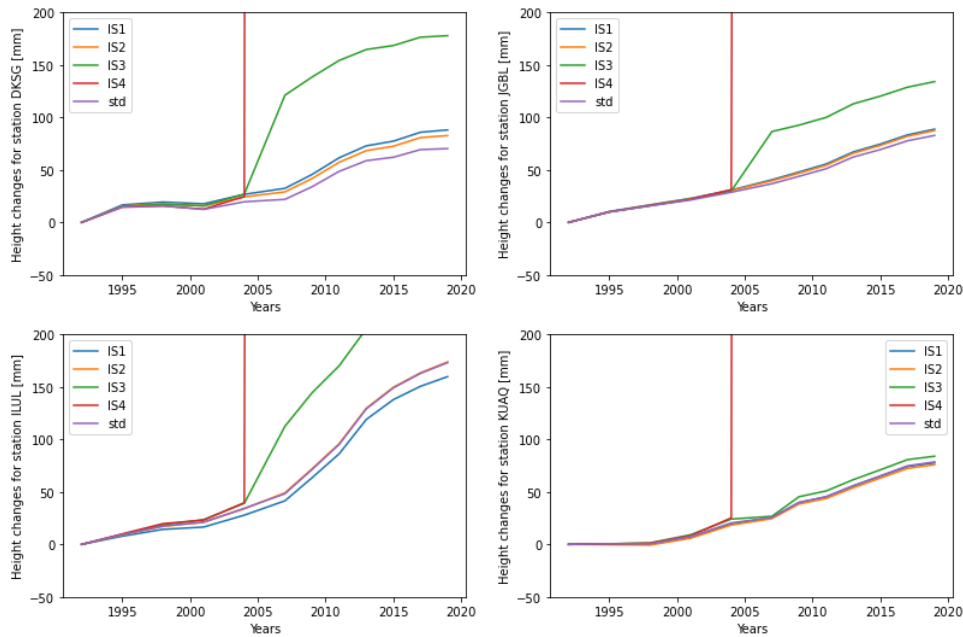 Height changes for station DKSG [mm]
200
150
100
50
0
−50
IS1
IS2
IS3
IS4
std
1995
2000
2005
2010
2015
2020
Years
Height changes for station JGBL [mm]
200
150
100
50
0
−50
IS1
IS2
IS3
IS4
std
1995
2000
2005
2010
2015
2020
Years
Height changes for station ILUL [mm]
200
150
100
50
0
−50
IS1
IS2
IS3
IS4
std
1995
2000
2005
2010
2015
2020
Years
Height changes for station KUAQ [mm]
200
150
100
50
0
−50
IS1
IS2
IS3
IS4
std
1995
2000
2005
2010
2015
2020
Years